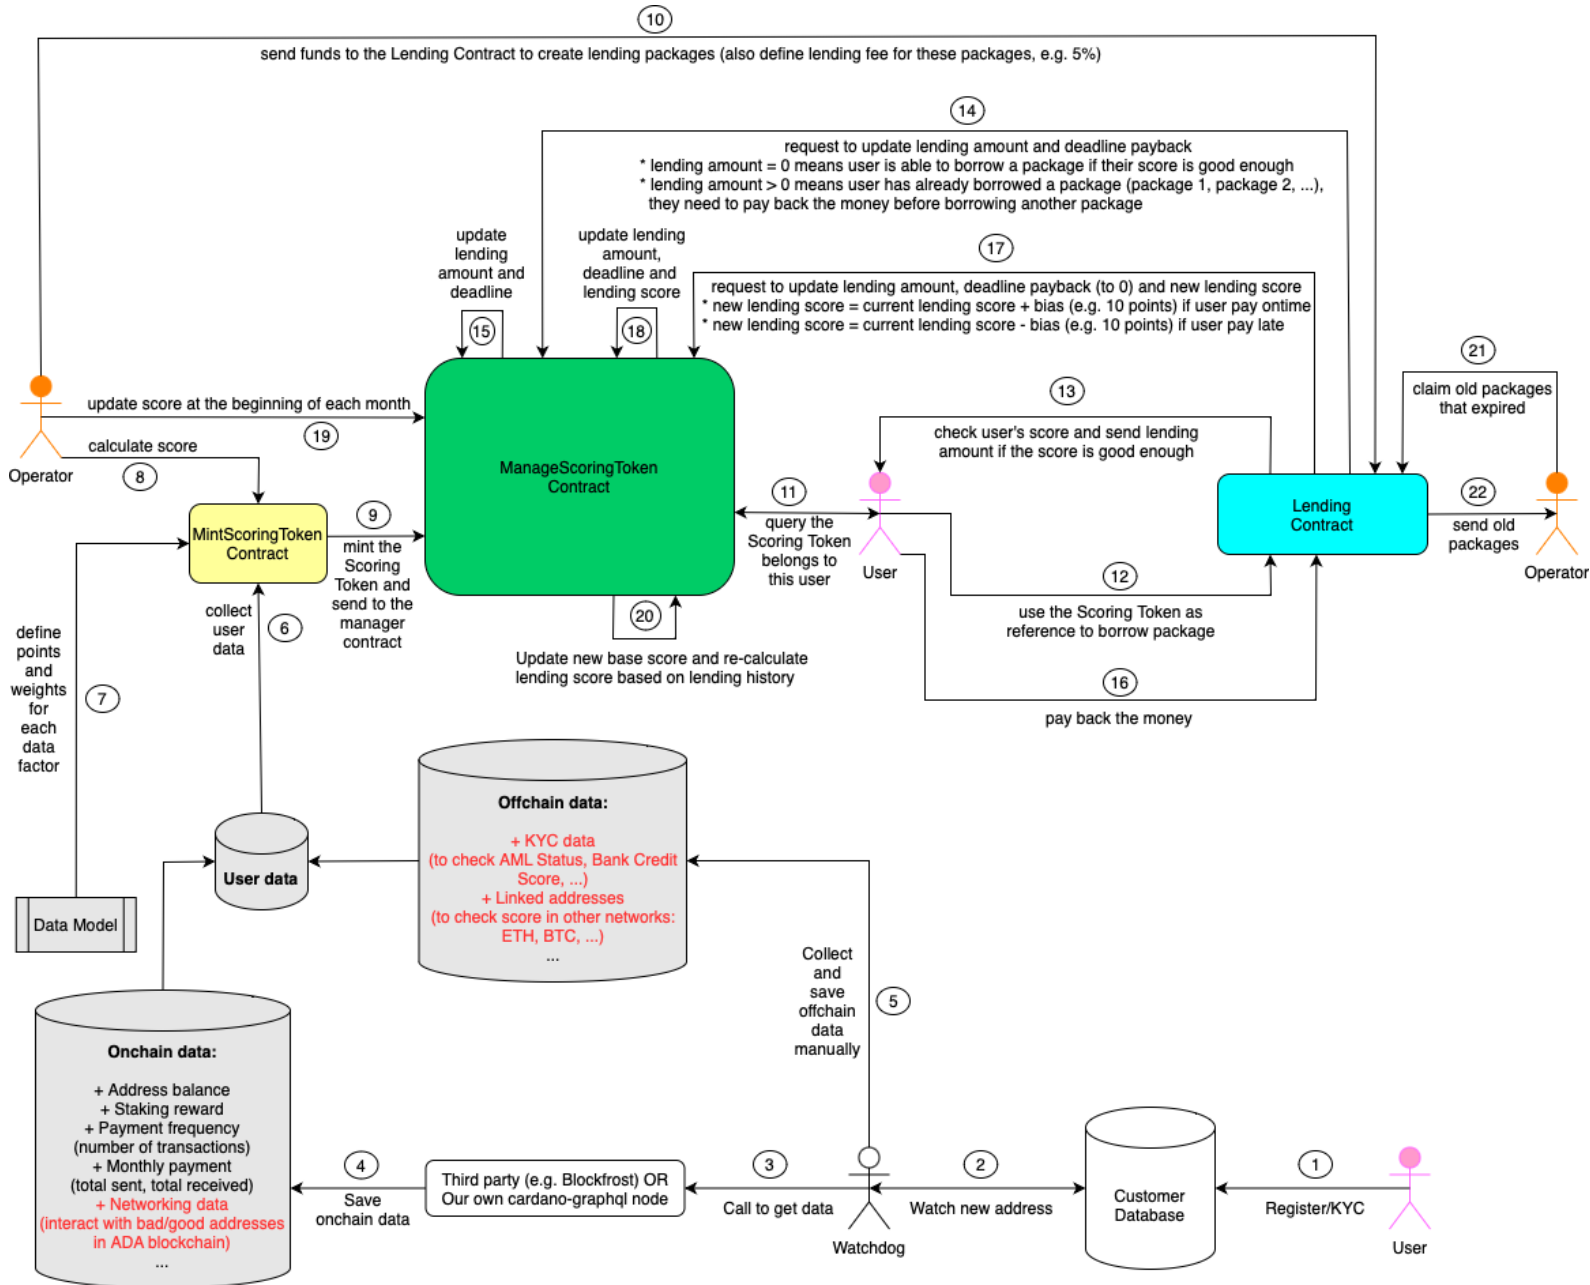 10
send funds to the Lending Contract to create lending packages (also define lending fee for these packages, e.g. 5%)
14
request to update lending amount and deadline payback
* lending amount = 0 means user is able to borrow a package if their score is good enough
* lending amount > 0 means user has already borrowed a package (package 1, package 2, ...),
they need to pay back the money before borrowing another package
update
lending
amount and
deadline
15
update lending
amount,
deadline and
lending score
18
17
request to update lending amount, deadline payback (to 0) and new lending score
* new lending score = current lending score + bias (e.g. 10 points) if user pay ontime
* new lending score = current lending score - bias (e.g. 10 points) if user pay late
21
claim old packages
that expired
update score at the beginning of each month
19
calculate score
8
Operator
13
check user's score and send lending
amount if the score is good enough
ManageScoringToken
Contract
11
query the
Scoring Token
belongs to
this user
User
Lending
Contract
22
send old
packages
Operator
MintScoringToken
Contract
9
mint the
Scoring
Token and
send to the
manager
contract
12
use the Scoring Token as
reference to borrow package
collect
user
data
6
20
Update new base score and re-calculate
lending score based on lending history
define
points
and
weights
for
each
data
factor
7
16
pay back the money
Offchain data:
+ KYC data
(to check AML Status, Bank Credit
Score, ...)
+ Linked addresses
(to check score in other networks:
ETH, BTC, ...)
...
User data
Data Model
Collect
and
save
offchain
data
manually
5
Onchain data:
+ Address balance
+ Staking reward
+ Payment frequency
(number of transactions)
+ Monthly payment
(total sent, total received)
+ Networking data
(interact with bad/good addresses
in ADA blockchain)
...
4
Save
onchain data
Third party (e.g. Blockfrost) OR
Our own cardano-graphql node
3
Call to get data
Watchdog
2
Watch new address
Customer
Database
1
Register/KYC
User